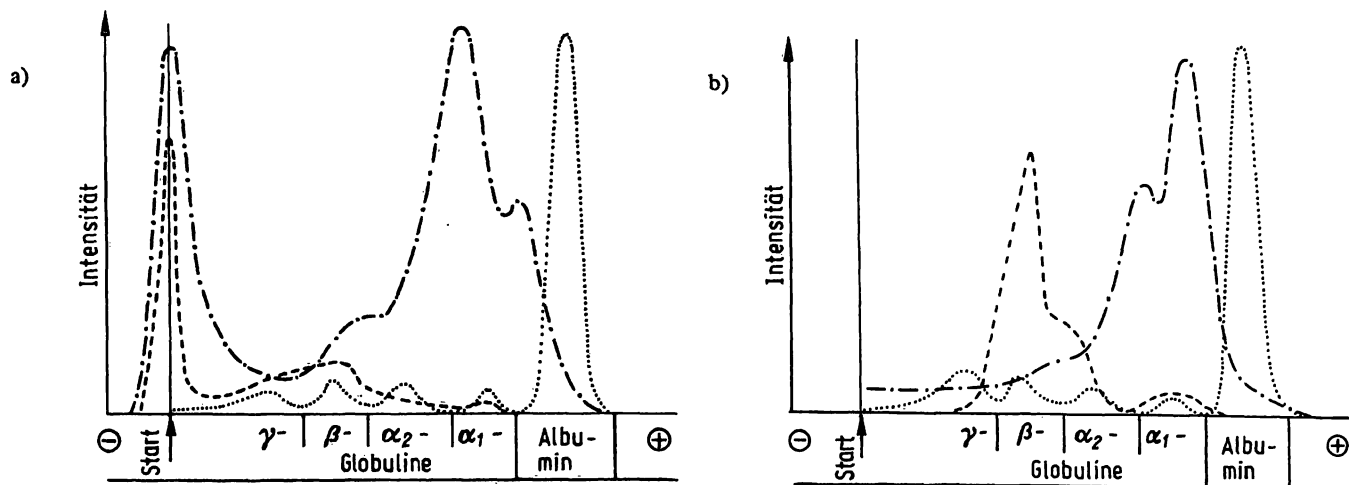 a)
Intensität
⊖
Start
γ- β- α₂- α₁-
Globuline
Albu-
min
⊕
b)
Intensität
⊖
Start
γ- β- α₂- α₁-
Globuline
Albu-
min
⊕